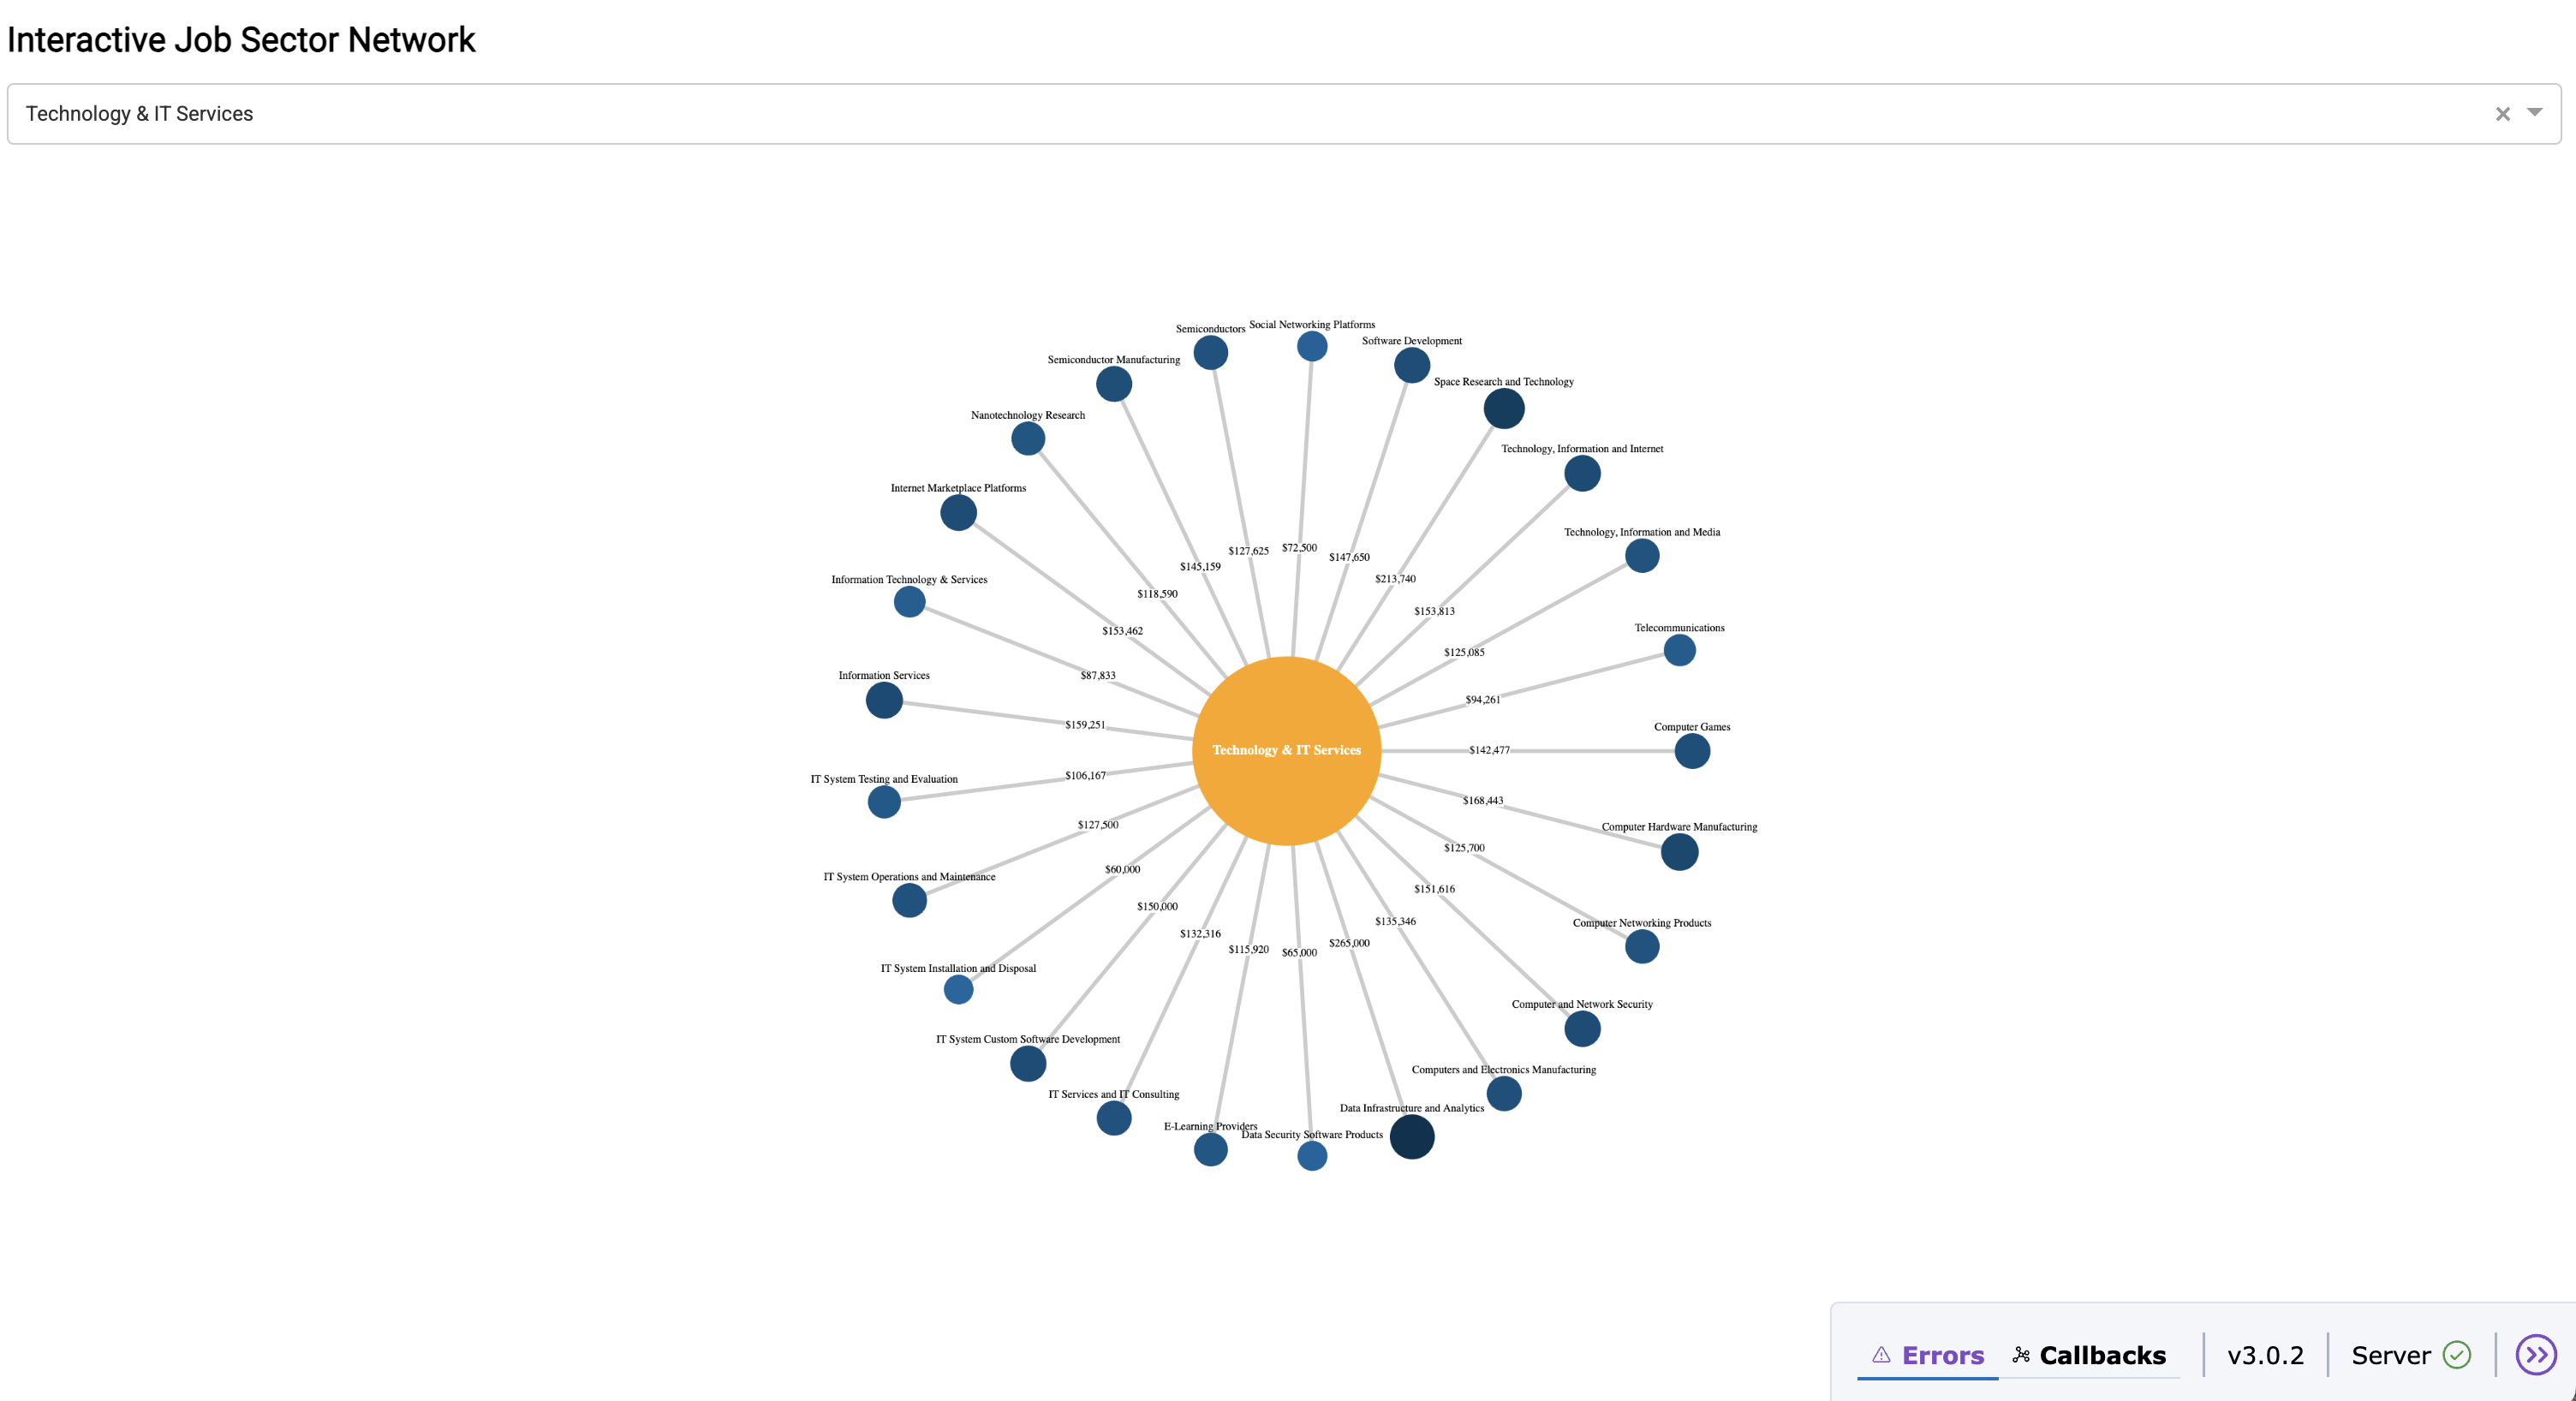 Interactive Job Sector Network
Technology & IT Services
Social Networking Platforms
Semiconductors
Software Development
Semiconductor Manufacturing
Space Research and Technology
Nanotechnology Research
Technology, Information and Internet
Internet Marketplace Platforms
Technology, Information and Media
$127,625
$72,500
$147,650
$145,159
$213,740
Information Technology & Services
$118,590
$153,813
Telecommunications
$153,462
$125,085
Information Services
$87,833
$94,261
$159,251
Computer Games
Technology & IT Services
$142,477
IT System Testing and Evaluation
$106,167
$168,443
$127,500
Computer Hardware Manufacturing
$125,700
IT System Operations and Maintenance
$60,000
$151,616
$150,000
$135,346
Computer Networking Products
$132,316
$115,920
$65,000
$265,000
IT System Installation and Disposal
Computer and Network Security
IT System Custom Software Development
Computers and Electronics Manufacturing
IT Services and IT Consulting
Data Infrastructure and Analytics
E-Learning Providers
Data Security Software Products
Errors
Callbacks
v3.0.2
Server